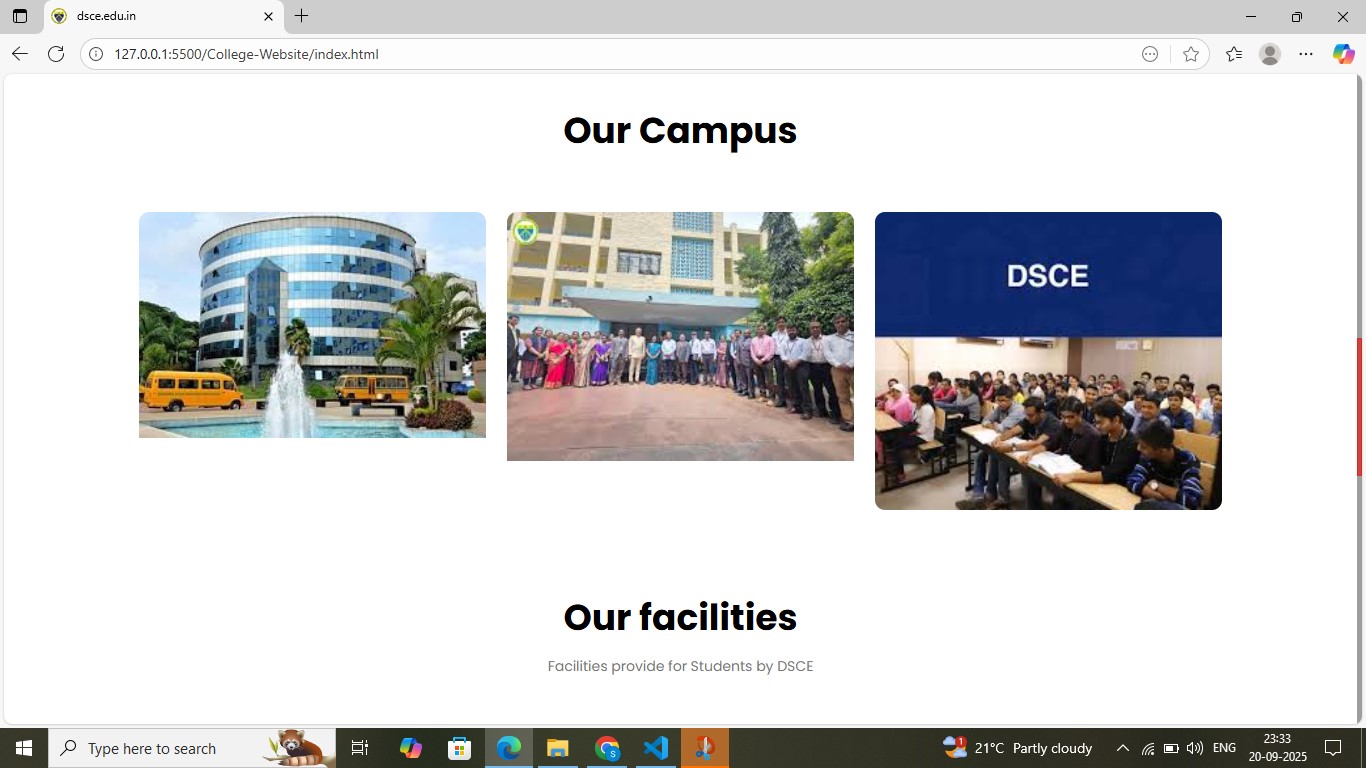 dsce.edu.in
127.0.0.1:5500/College-Website/index.html
Our Campus
DSCE
Our facilities
Facilities provide for Students by DSCE
Type here to search
1
21°C Partly cloudy
ENG
23:33
20-09-2025
S